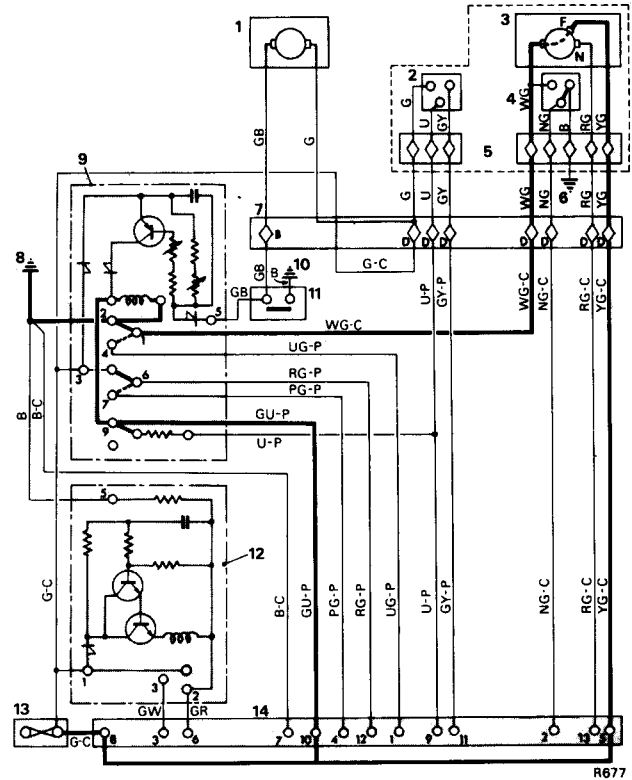 1
3
F
N
2
4
WG
NG
B
RG
YG
G
U
GY
5
GB
G
9
6
G
U
GY
WG
NG
RG
YG
7
B
D
D
D
D
D
D
D
8
10
B
11
GB
GB
G-C
5
U-P
GY-P
WG-C
NG-C
RG-C
YG-C
2
1
WG-C
4
UG-P
3
6
RG-P
7
PG-P
9
GU-P
U-P
B
B-C
5
12
G-C
B-C
GU-P
PG-P
RG-P
UG-P
U-P
GY-P
NG-C
RG-C
YG-C
1
3
2
GW
GR
13
14
G-C
8
3
6
7
10
4
12
1
9
11
2
13
5
R677